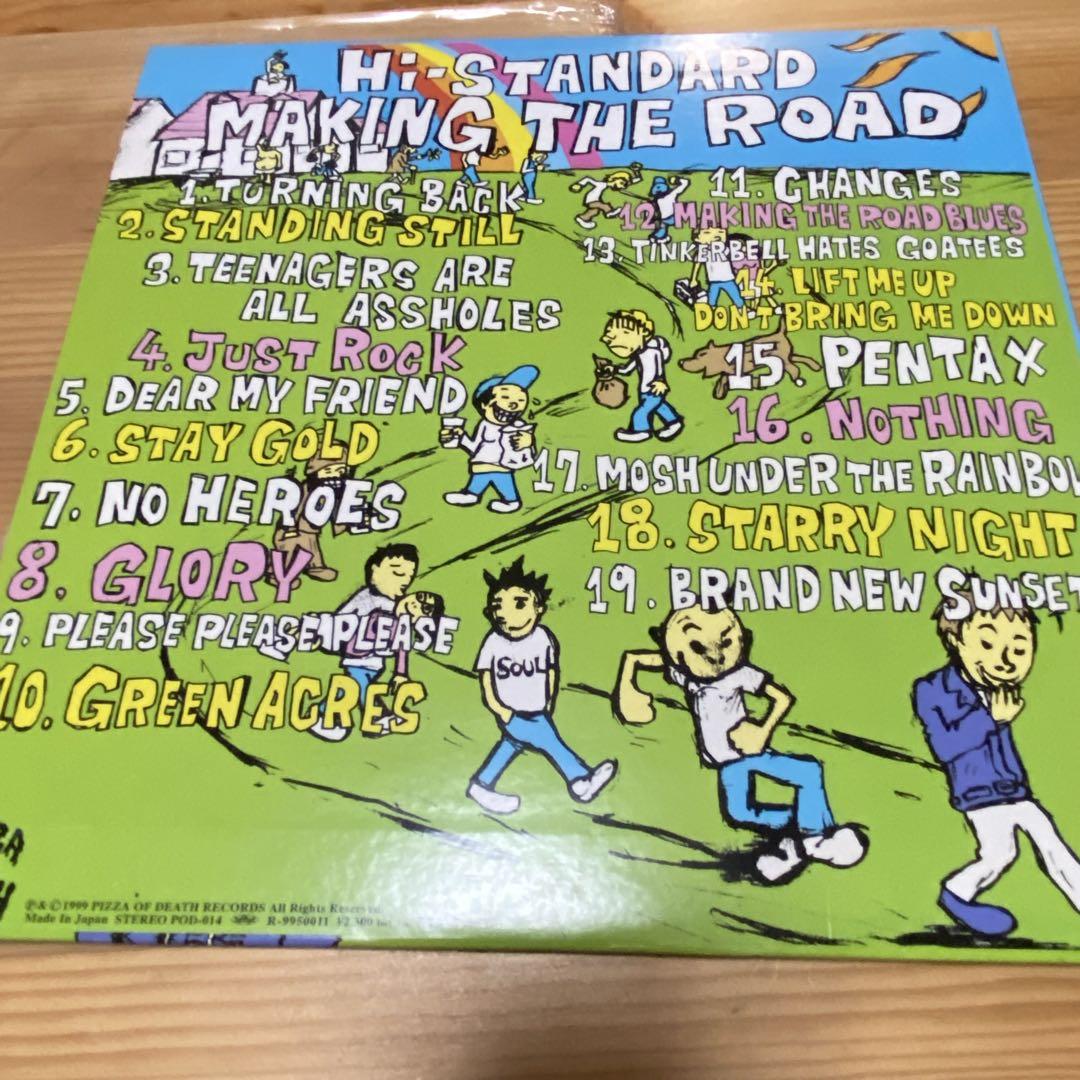 Hi-STANDARD
MAKING THE ROAD
1. TURNING BACK
2. STANDING STILL
3. TEENAGERS ARE
ALL ASSHOLES
4. JUST ROCK
5. DEAR MY FRIEND
6. STAY GOLD
7. NO HEROES
8. GLORY
9. PLEASE PLEASE PLEASE
10. GREEN ACRES
11. CHANGES
12. MAKING THE ROAD BLUES
13. TINKERBELL HATES GOATEES
14. LIFT ME UP
DON'T BRING ME DOWN
15. PENTAX
16. NOTHING
17. MOSH UNDER THE RAINBOW
18. STARRY NIGHT
19. BRAND NEW SUNSET
SOUL
℗&©1999 PIZZA OF DEATH RECORDS All Rights Reserved.
Made In Japan STEREO POD-014 R-9950011 ¥2,300